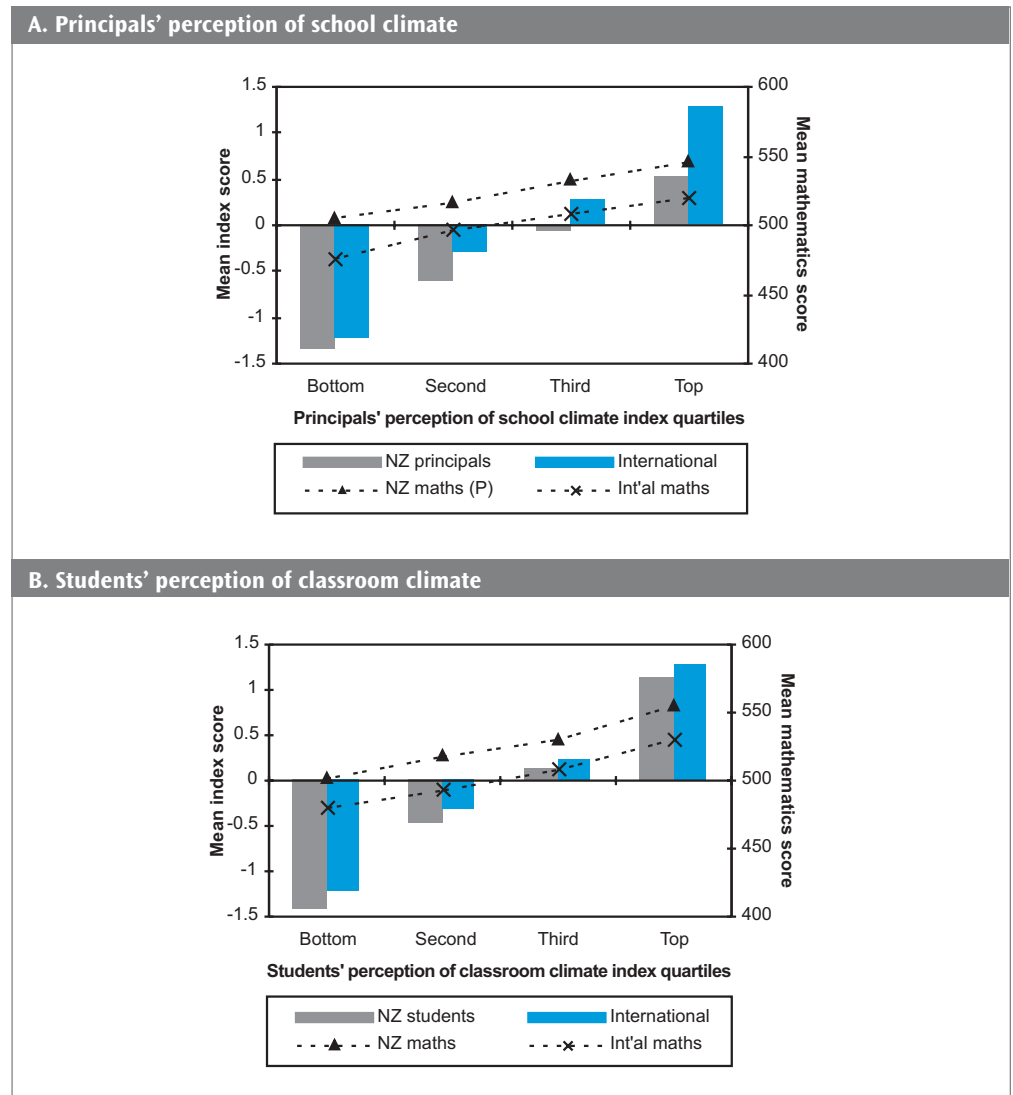 A. Principals' perception of school climate
1.5
1
0.5
0
-0.5
-1
-1.5
Mean index score
600
550
500
450
400
Mean mathematics score
Bottom Second Third Top
Principals' perception of school climate index quartiles
NZ principals International
NZ maths (P) Int'al maths
B. Students' perception of classroom climate
1.5
1
0.5
0
-0.5
-1
-1.5
Mean index score
600
550
500
450
400
Mean mathematics score
Bottom Second Third Top
Students' perception of classroom climate index quartiles
NZ students International
NZ maths Int'al maths